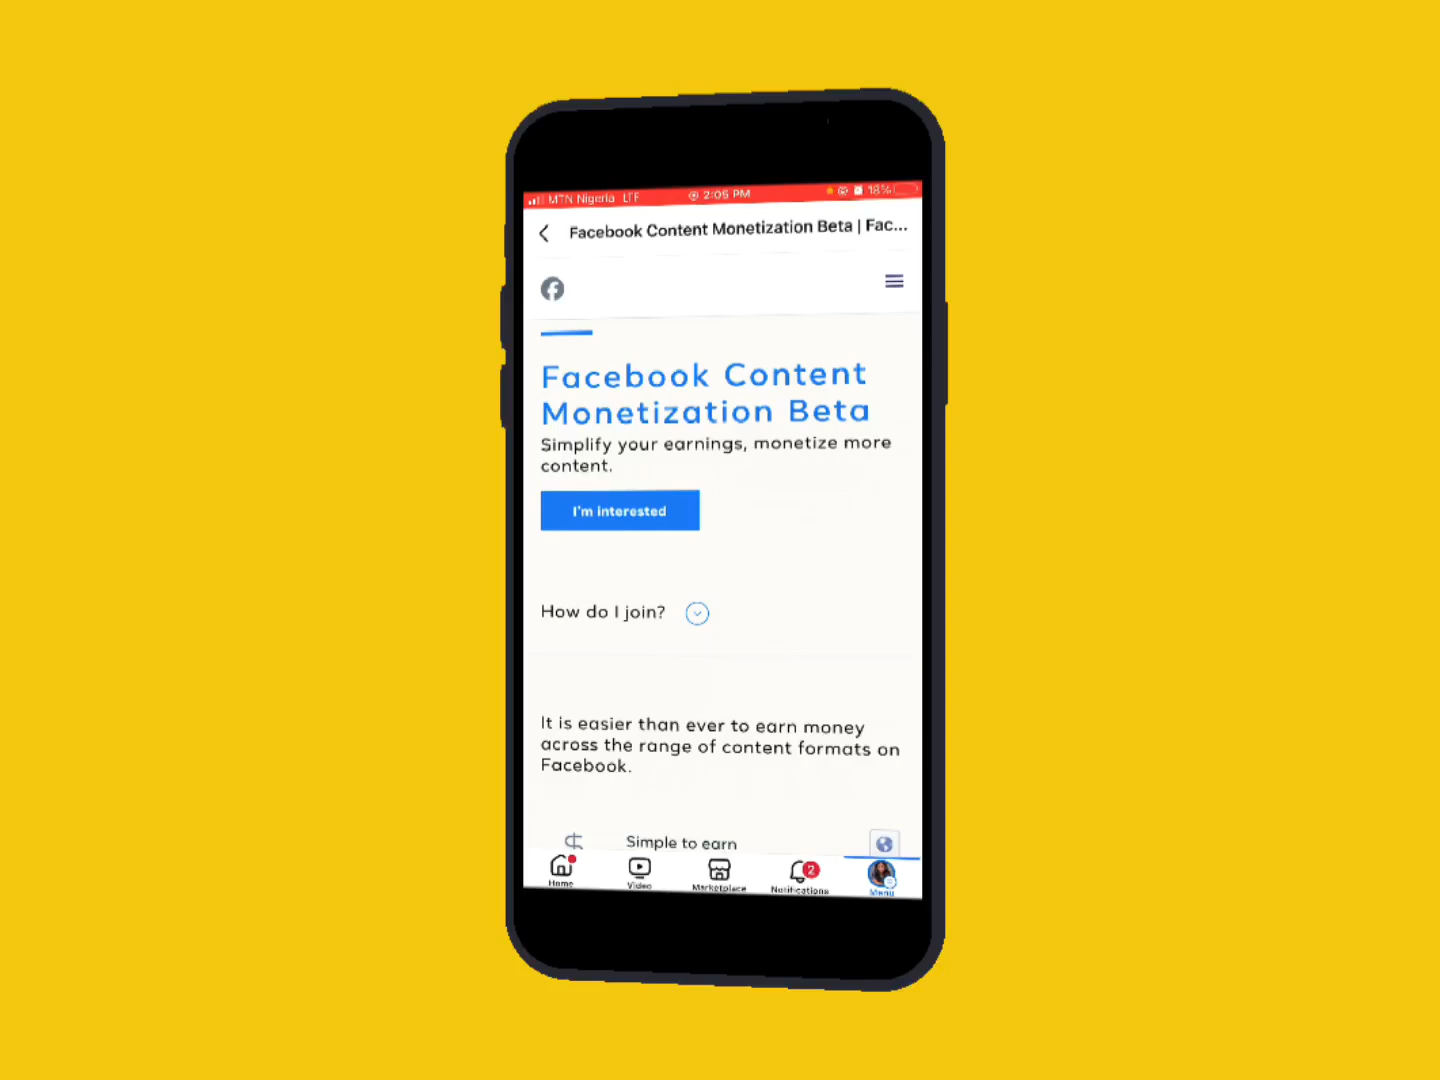 MTN Nigeria LTE 2:05 PM 18%
Facebook Content Monetization Beta | Fac...
Facebook Content
Monetization Beta
Simplify your earnings, monetize more
content.
I'm interested
How do I join?
It is easier than ever to earn money
across the range of content formats on
Facebook.
Simple to earn
2
Home Video Marketplace Notifications Menu